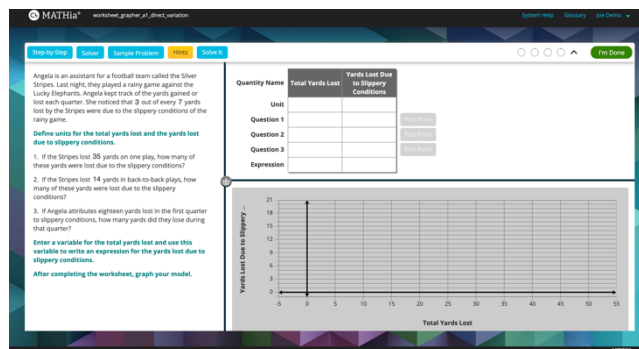 MATHia® worksheet_grapher_a1_direct_variation System Help Glossary Joe Demo
Step-by-Step Solver Sample Problem Hints Solve It I'm Done
Angela is an assistant for a football team called the Silver
Stripes. Last night, they played a rainy game against the
Lucky Elephants. Angela kept track of the yards gained or
lost each quarter. She noticed that 3 out of every 7 yards
lost by the Stripes were due to the slippery conditions of the
rainy game.
Define units for the total yards lost and the yards lost
due to slippery conditions.
1. If the Stripes lost 35 yards on one play, how many of
these yards were lost due to the slippery conditions?
2. If the Stripes lost 14 yards in back-to-back plays, how
many of these yards were lost due to the slippery
conditions?
3. If Angela attributes eighteen yards lost in the first quarter
to slippery conditions, how many yards did they lose during
that quarter?
Enter a variable for the total yards lost and use this
variable to write an expression for the yards lost due to
slippery conditions.
After completing the worksheet, graph your model.
Quantity Name Total Yards Lost Yards Lost Due to Slippery Conditions
Unit
Question 1 Plot Point
Question 2 Plot Point
Question 3 Plot Point
Expression
Yards Lost Due to Slippery ...
21
18
15
12
9
6
3
0
-5 0 5 10 15 20 25 30 35 40 45 50 55
Total Yards Lost